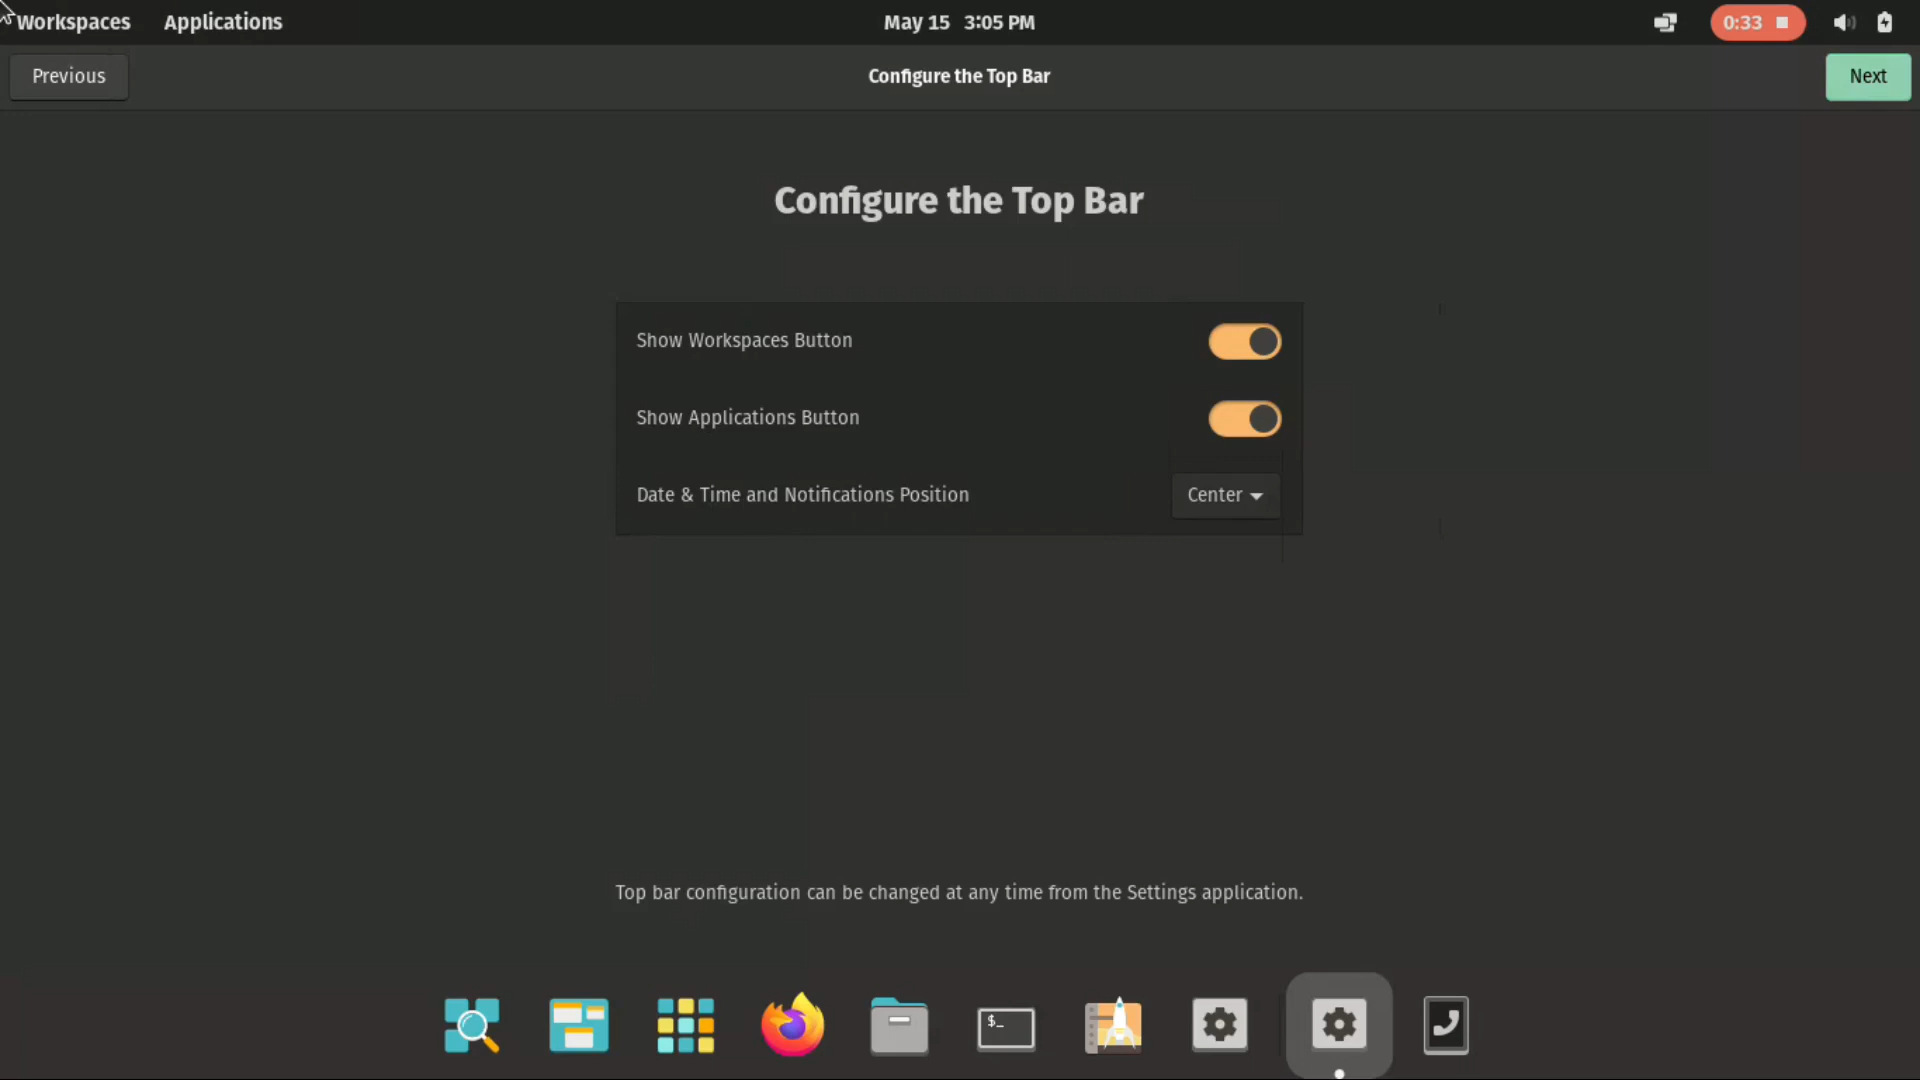 Workspaces Applications May 15 3:05 PM 0:33
Previous Configure the Top Bar Next
Configure the Top Bar
Show Workspaces Button
Show Applications Button
Date & Time and Notifications Position Center
Top bar configuration can be changed at any time from the Settings application.
$_